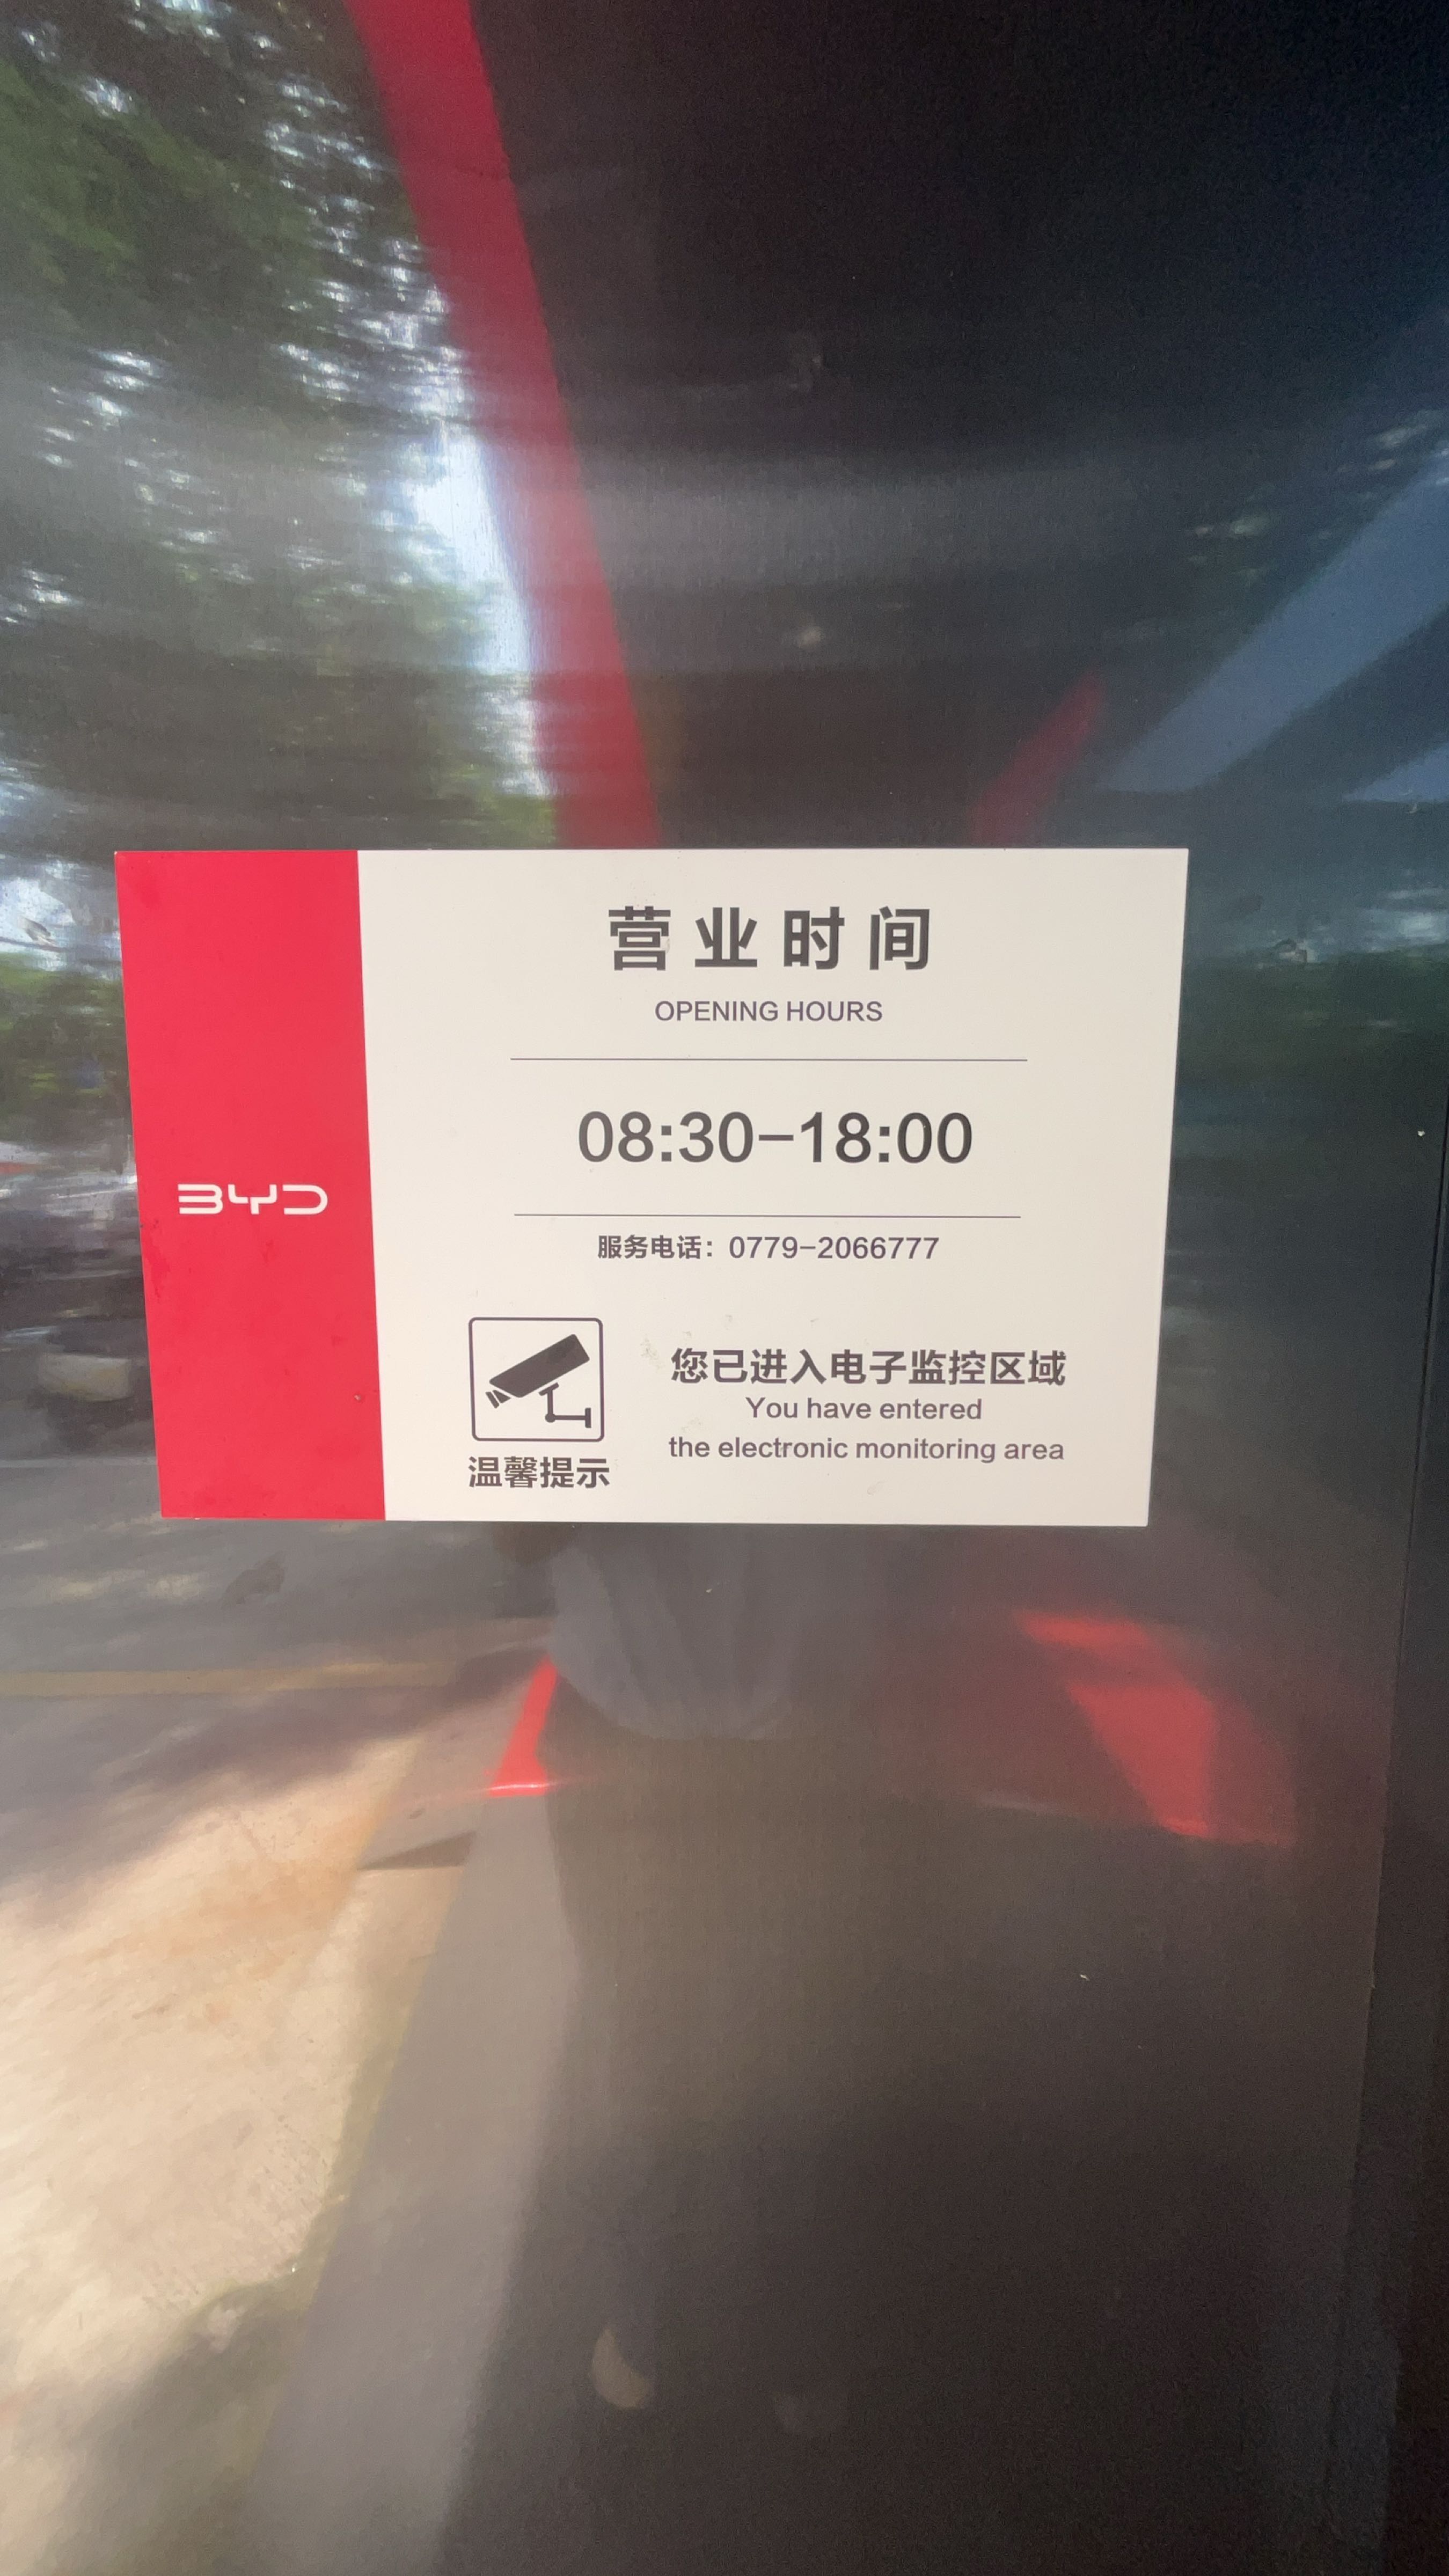 营业时间
OPENING HOURS
08:30-18:00
BYD
服务电话：0779-2066777
您已进入电子监控区域
You have entered
the electronic monitoring area
温馨提示